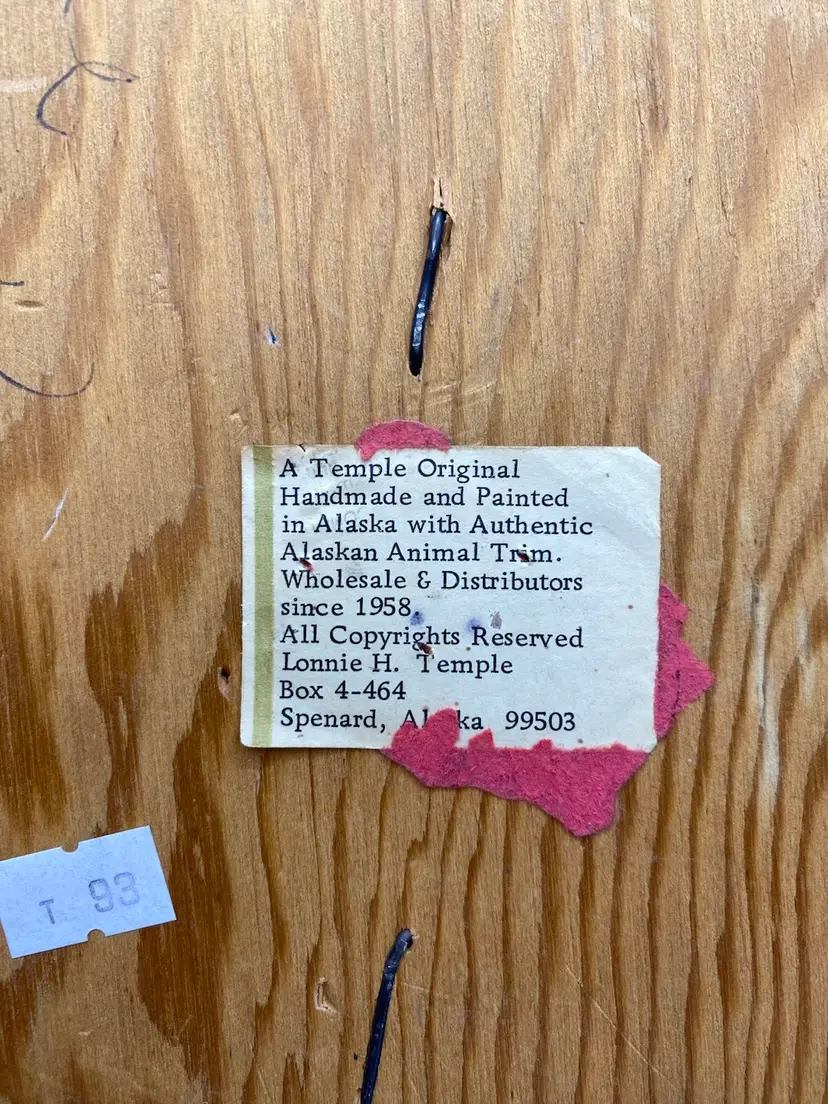 A Temple Original
Handmade and Painted
in Alaska with Authentic
Alaskan Animal Trim.
Wholesale & Distributors
since 1958.
All Copyrights Reserved
Lonnie H. Temple
Box 4-464
Spenard, Alaska 99503
T 93